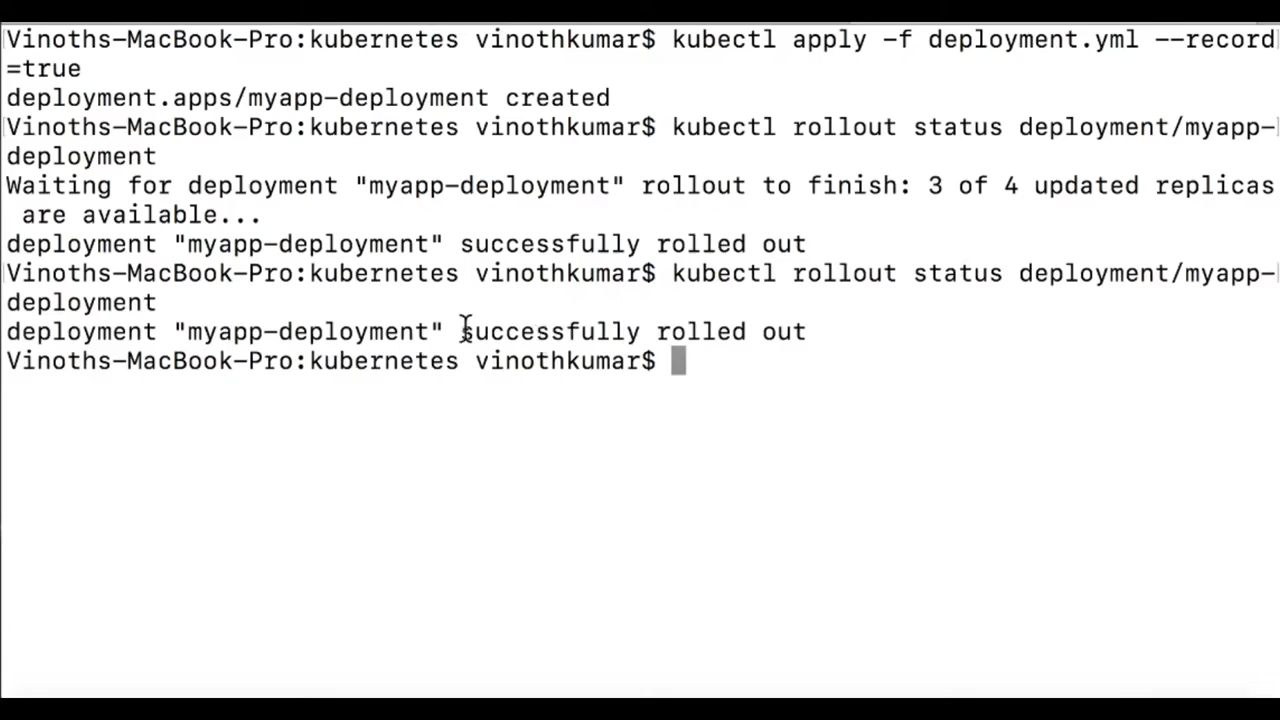 Vinoths-MacBook-Pro:kubernetes vinothkumar$ kubectl apply -f deployment.yml --record
=true
deployment.apps/myapp-deployment created
Vinoths-MacBook-Pro:kubernetes vinothkumar$ kubectl rollout status deployment/myapp-
deployment
Waiting for deployment "myapp-deployment" rollout to finish: 3 of 4 updated replicas
 are available...
deployment "myapp-deployment" successfully rolled out
Vinoths-MacBook-Pro:kubernetes vinothkumar$ kubectl rollout status deployment/myapp-
deployment
deployment "myapp-deployment" successfully rolled out
Vinoths-MacBook-Pro:kubernetes vinothkumar$